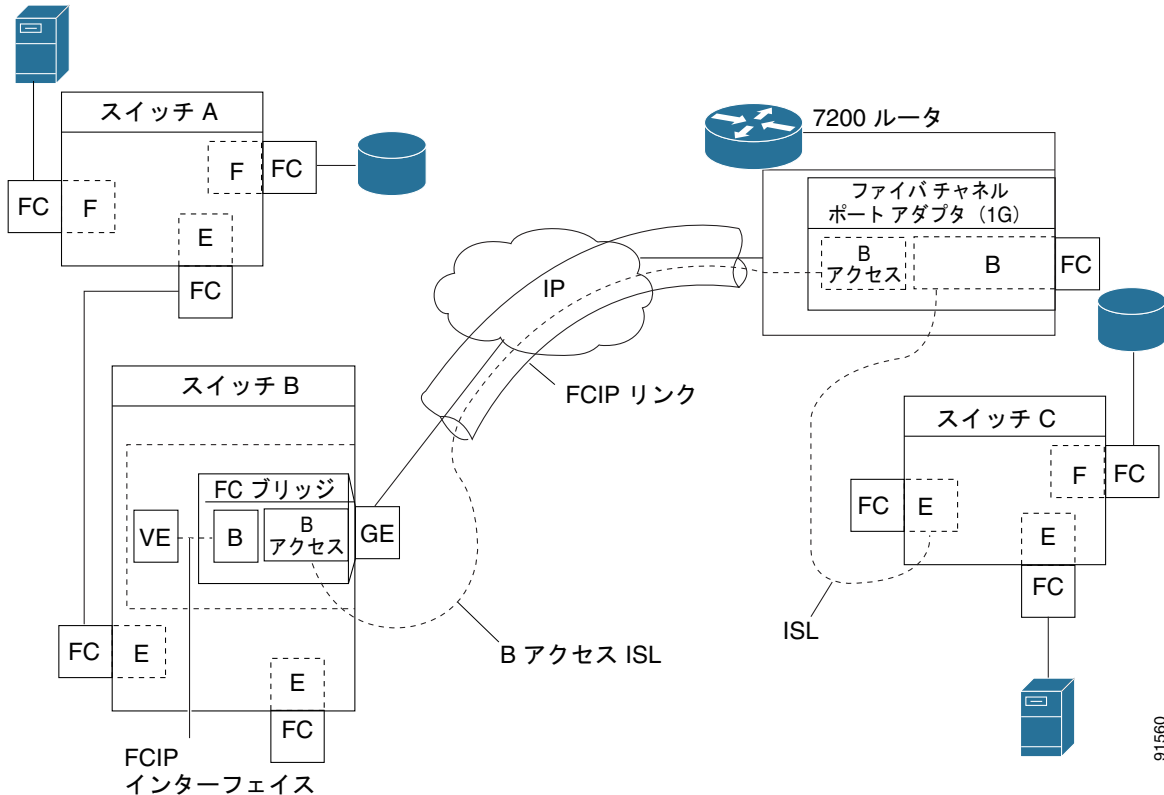 スイッチ A
F
FC
FC
F
E
FC
7200 ルータ
ファイバ チャネル
ポート アダプタ（1G）
B
アクセス
B
FC
IP
FCIP リンク
スイッチ B
FC ブリッジ
VE
B
B
アクセス
GE
FC
E
E
FC
B アクセス ISL
FCIP
インターフェイス
スイッチ C
F
FC
FC
E
E
FC
ISL
91560